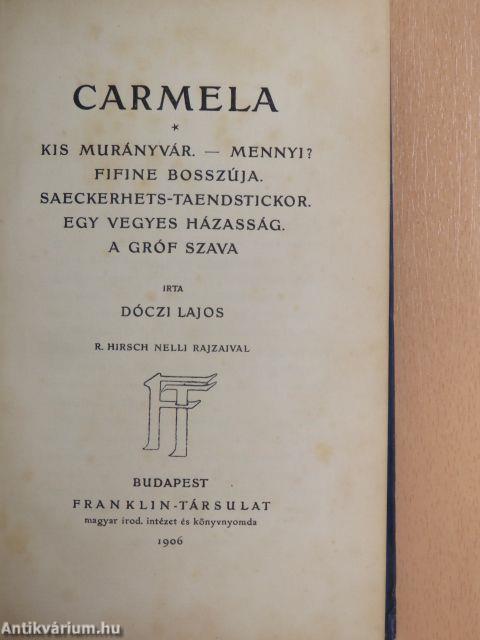 CARMELA
*
KIS MURÁNYVÁR. — MENNYI?
FIFINE BOSSZÚJA.
SAECKERHETS-TAENDSTICKOR.
EGY VEGYES HÁZASSÁG.
A GRÓF SZAVA
IRTA
DÓCZI LAJOS
R. HIRSCH NELLI RAJZAIVAL
FT
BUDAPEST
FRANKLIN-TÁRSULAT
magyar irod. intézet és könyvnyomda
1906
Antikvárium.hu